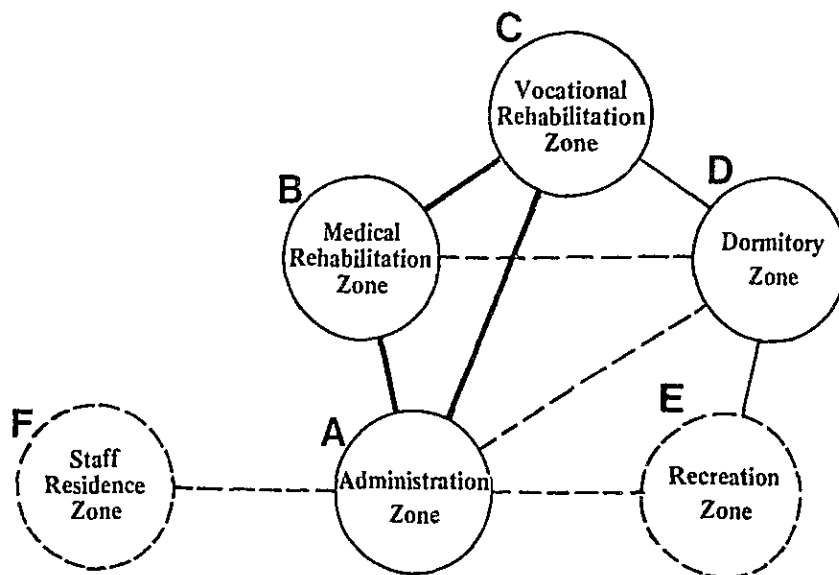 C
Vocational
Rehabilitation
Zone
B
Medical
Rehabilitation
Zone
D
Dormitory
Zone
F
Staff
Residence
Zone
A
Administration
Zone
E
Recreation
Zone